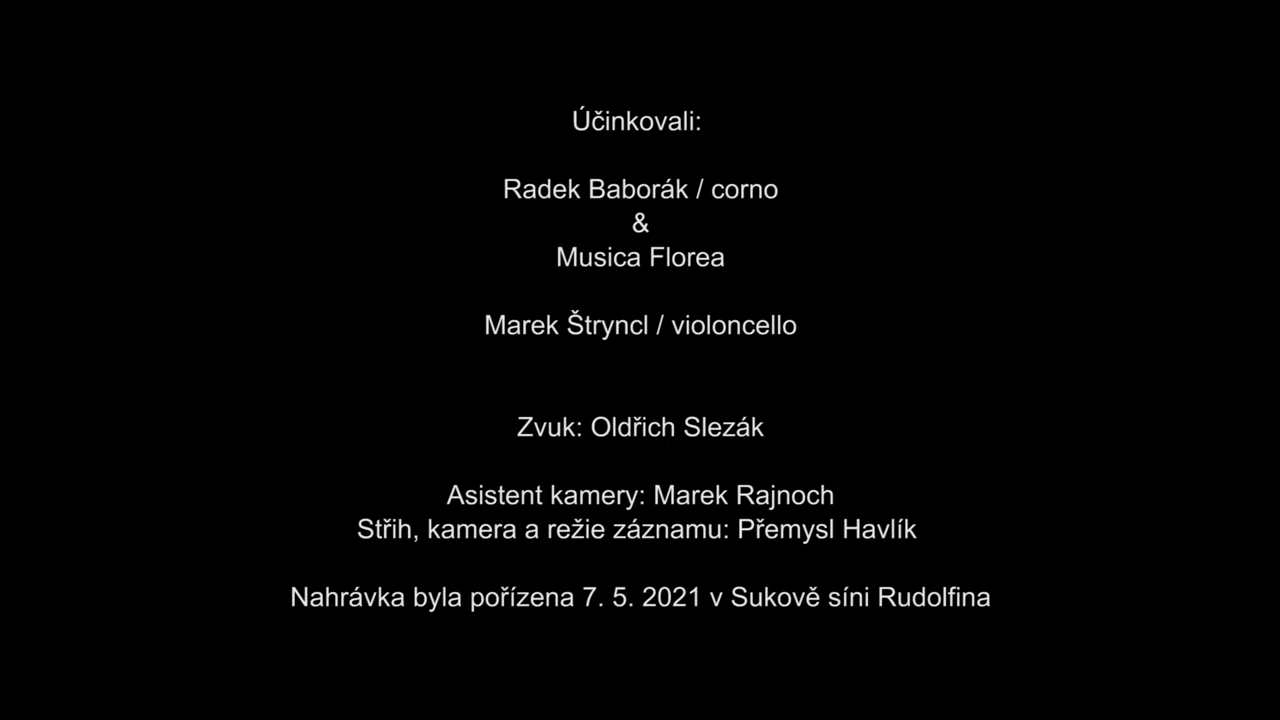 Účinkovali:
Radek Baborák / corno
&
Musica Florea
Marek Štryncl / violoncello
Zvuk: Oldřich Slezák
Asistent kamery: Marek Rajnoch
Střih, kamera a režie záznamu: Přemysl Havlík
Nahrávka byla pořízena 7. 5. 2021 v Sukově síni Rudolfina